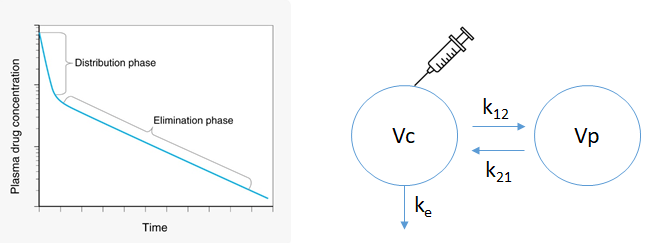 Plasma drug concentration
Distribution phase
Elimination phase
Time
Vc
k12
k21
Vp
ke